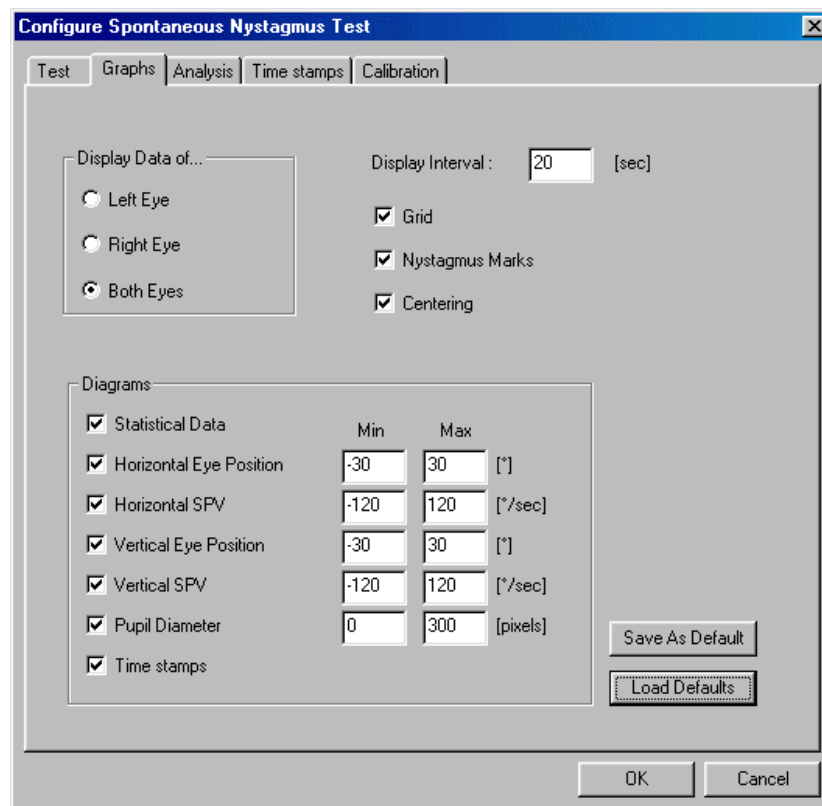 Configure Spontaneous Nystagmus Test
Test Graphs Analysis Time stamps Calibration
Display Data of...
Left Eye
Right Eye
Both Eyes
Display Interval : 20 [sec]
Grid
Nystagmus Marks
Centering
Diagrams
Statistical Data Min Max
Horizontal Eye Position -30 30 [°]
Horizontal SPV -120 120 [°/sec]
Vertical Eye Position -30 30 [°]
Vertical SPV -120 120 [°/sec]
Pupil Diameter 0 300 [pixels]
Time stamps
Save As Default
Load Defaults
OK Cancel